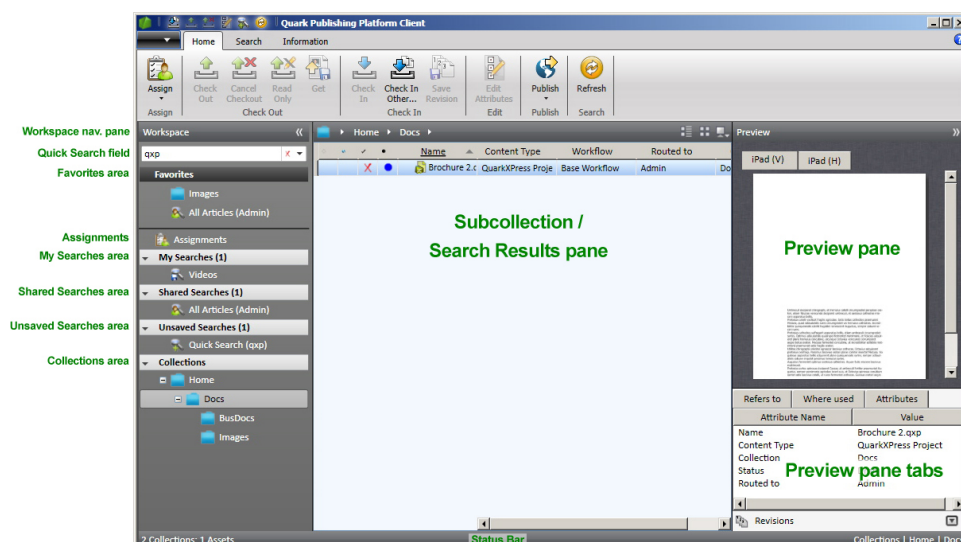 Quark Publishing Platform Client
Home Search Information
Assign
Check Out
Cancel Checkout
Read Only
Get
Check In
Check In Other...
Save Revision
Edit Attributes
Publish
Refresh
Assign Check Out Check In Edit Publish Search
Workspace nav. pane
Workspace
Home Docs
Preview
Quick Search field
qxp
Name Content Type Workflow Routed to
Brochure 2.c QuarkXPress Proje Base Workflow Admin Do
iPad (V) iPad (H)
Favorites area
Favorites
Images
All Articles (Admin)
Assignments
Assignments
My Searches area
My Searches (1)
Videos
Shared Searches area
Shared Searches (1)
All Articles (Admin)
Unsaved Searches area
Unsaved Searches (1)
Quick Search (qxp)
Collections area
Collections
Home
Docs
BusDocs
Images
Subcollection /
Search Results pane
Preview pane
Refers to Where used Attributes
Attribute Name Value
Name Brochure 2.qxp
Content Type QuarkXPress Project
Collection Docs
Status
Routed to Admin
Preview pane tabs
Revisions
2 Collections: 1 Assets
Status Bar
Collections | Home | Docs